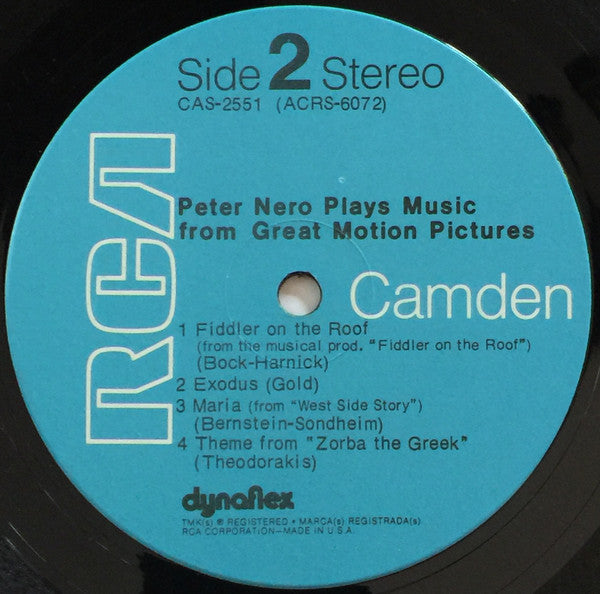 Side 2 Stereo
CAS-2551 (ACRS-6072)
RCA
Peter Nero Plays Music
from Great Motion Pictures
Camden
1 Fiddler on the Roof
(from the musical prod. "Fiddler on the Roof")
(Bock-Harnick)
2 Exodus (Gold)
3 Maria (from "West Side Story")
(Bernstein-Sondheim)
4 Theme from "Zorba the Greek"
(Theodorakis)
dynaflex
TMK(s) ® REGISTERED • MARCA(s) REGISTRADA(s)
RCA CORPORATION—MADE IN U.S.A.